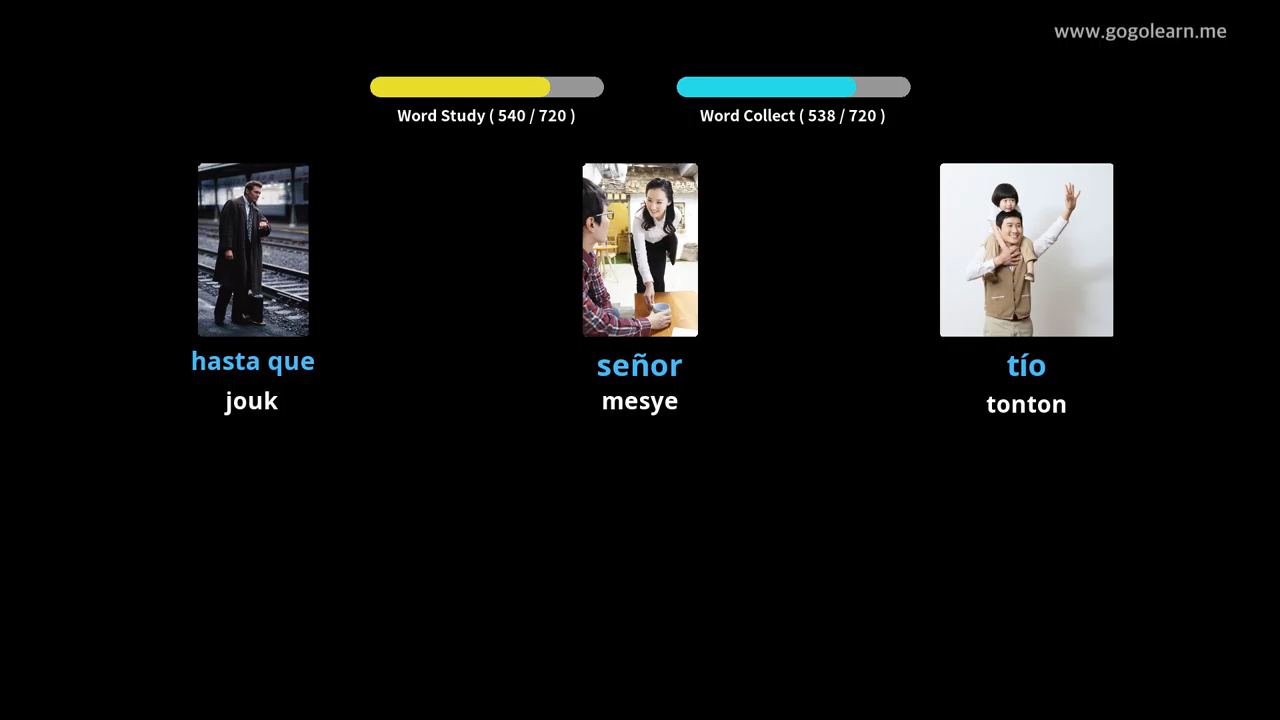 www.gogolearn.me
Word Study ( 540 / 720 )
Word Collect ( 538 / 720 )
hasta que
jouk
señor
mesye
tío
tonton